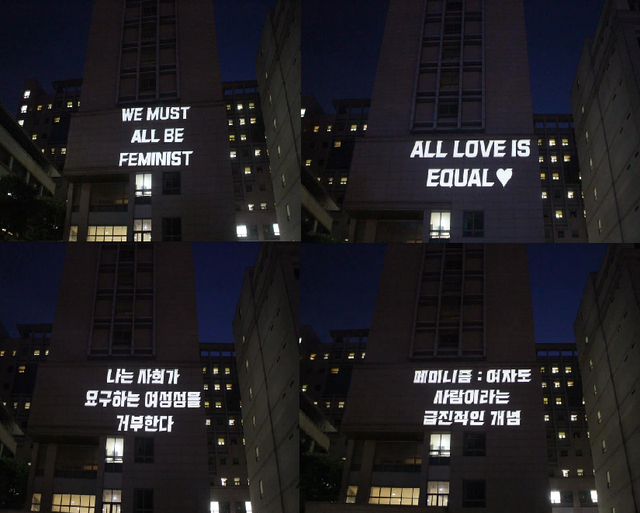 WE MUST
ALL BE
FEMINIST
ALL LOVE IS
EQUAL♥
나는 사회가
요구하는 여성성을
거부한다
페미니즘 : 여자도
사람이라는
급진적인 개념